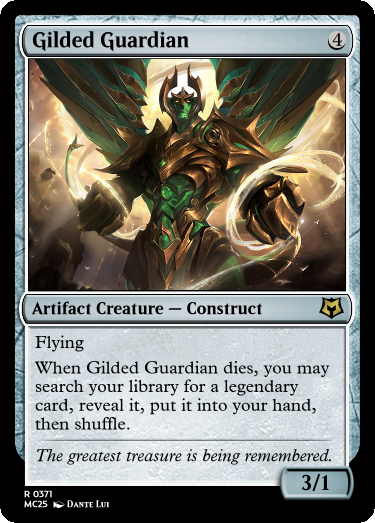 Gilded Guardian 4
Artifact Creature — Construct
Flying
When Gilded Guardian dies, you may
search your library for a legendary
card, reveal it, put it into your hand,
then shuffle.
The greatest treasure is being remembered.
3/1
R 0371
MC25 Dante Lui